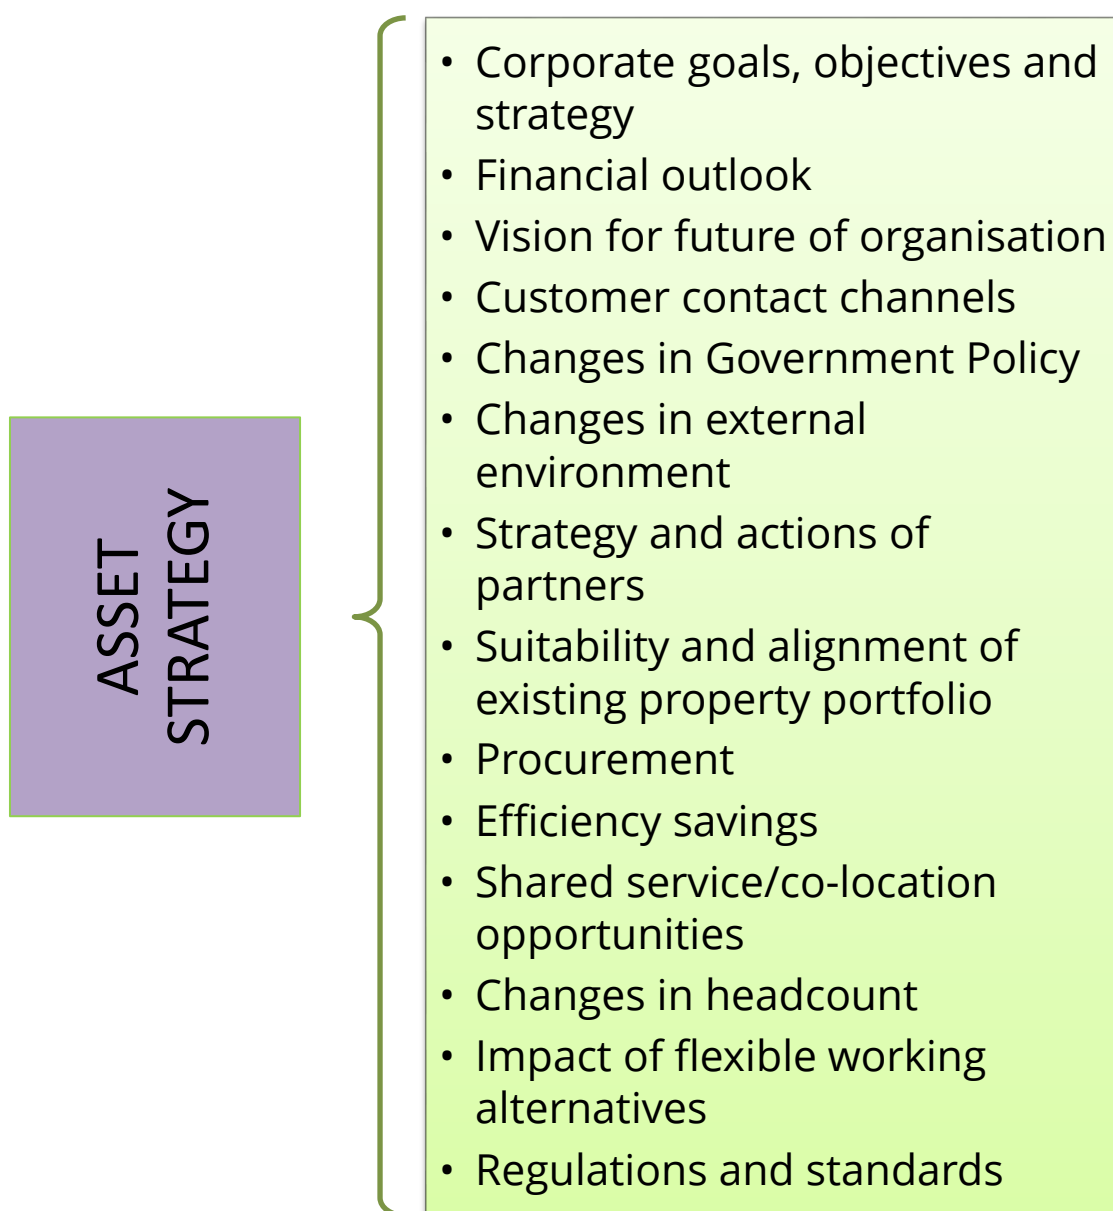 ASSET
STRATEGY
• Corporate goals, objectives and
strategy
• Financial outlook
• Vision for future of organisation
• Customer contact channels
• Changes in Government Policy
• Changes in external
environment
• Strategy and actions of
partners
• Suitability and alignment of
existing property portfolio
• Procurement
• Efficiency savings
• Shared service/co-location
opportunities
• Changes in headcount
• Impact of flexible working
alternatives
• Regulations and standards